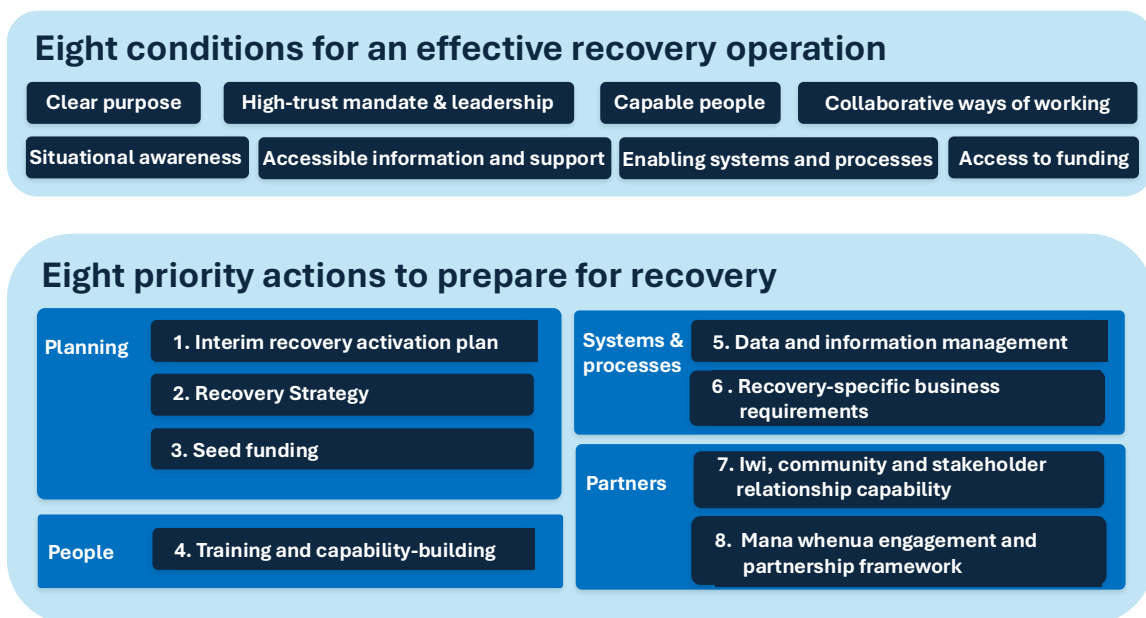 Eight conditions for an effective recovery operation
Clear purpose
High-trust mandate & leadership
Capable people
Collaborative ways of working
Situational awareness
Accessible information and support
Enabling systems and processes
Access to funding
Eight priority actions to prepare for recovery
Planning
1. Interim recovery activation plan
2. Recovery Strategy
3. Seed funding
People
4. Training and capability-building
Systems &
processes
5. Data and information management
6 . Recovery-specific business
requirements
Partners
7. Iwi, community and stakeholder
relationship capability
8. Mana whenua engagement and
partnership framework